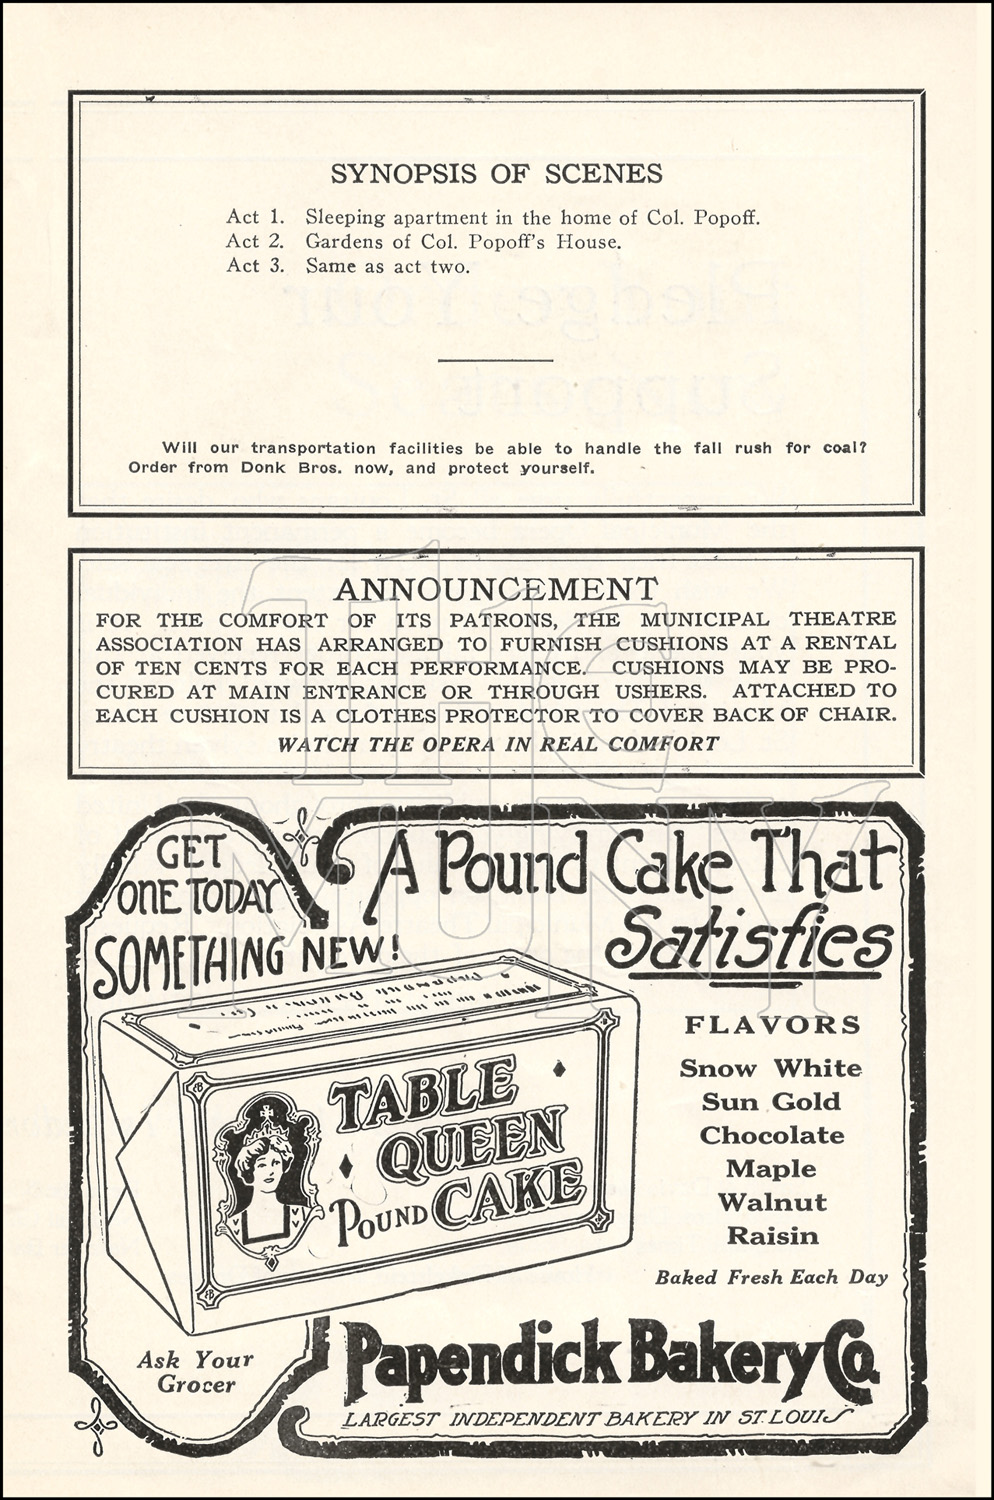 SYNOPSIS OF SCENES
Act 1. Sleeping apartment in the home of Col. Popoff.
Act 2. Gardens of Col. Popoff's House.
Act 3. Same as act two.
Will our transportation facilities be able to handle the fall rush for coal?
Order from Donk Bros. now, and protect yourself.
ANNOUNCEMENT
FOR THE COMFORT OF ITS PATRONS, THE MUNICIPAL THEATRE
ASSOCIATION HAS ARRANGED TO FURNISH CUSHIONS AT A RENTAL
OF TEN CENTS FOR EACH PERFORMANCE. CUSHIONS MAY BE PRO-
CURED AT MAIN ENTRANCE OR THROUGH USHERS. ATTACHED TO
EACH CUSHION IS A CLOTHES PROTECTOR TO COVER BACK OF CHAIR.
WATCH THE OPERA IN REAL COMFORT
The
MUNY
GET
ONE TODAY
SOMETHING NEW!
A Pound Cake That
Satisfies
TABLE
QUEEN
POUND CAKE
FLAVORS
Snow White
Sun Gold
Chocolate
Maple
Walnut
Raisin
Baked Fresh Each Day
Ask Your
Grocer
Papendick Bakery Co.
LARGEST INDEPENDENT BAKERY IN ST. LOUIS